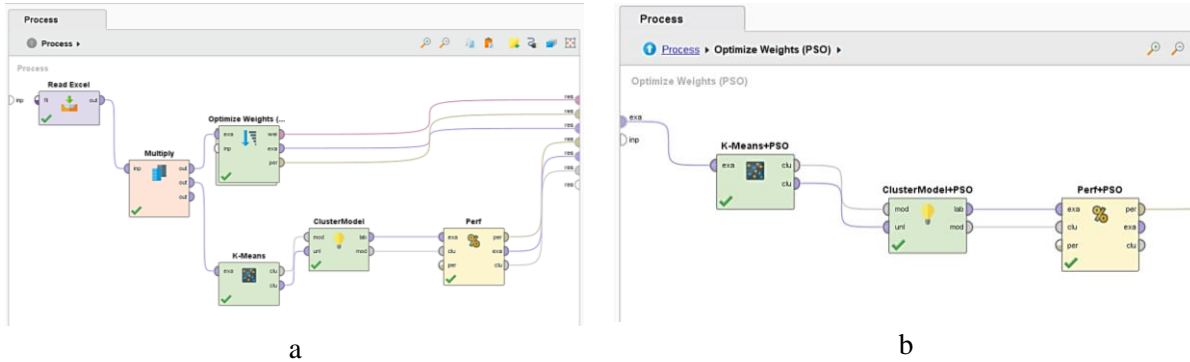 Process
Process ▸
Process
inp
Read Excel
fil
out
Multiply
inp
out
out
out
Optimize Weights (...
exa
inp
wei
exa
per
K-Means
exa
clu
clu
ClusterModel
mod
unl
lab
mod
Perf
exa
clu
per
per
exa
clu
res
res
res
res
res
res
res
a
Process
Process ▸ Optimize Weights (PSO) ▸
Optimize Weights (PSO)
exa
inp
K-Means+PSO
exa
clu
clu
ClusterModel+PSO
mod
unl
lab
mod
Perf+PSO
exa
clu
per
per
exa
clu
b